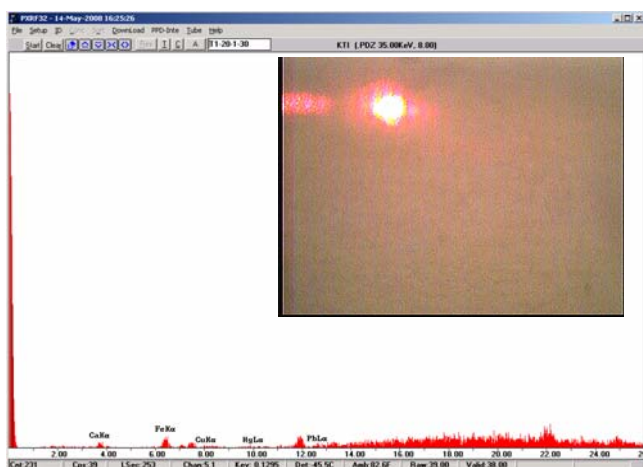 PXRF32 - 14-May-2008 16:25:26
File Setup ID DownLoad PPD-Inte Tube Help
Start Clear I C A 11-20-1-30 KTI (.PDZ 35.00KeV, 8.00)
CaKα FeKα CuKα HgLα PbLα
2.00 4.00 6.00 8.00 10.00 12.00 14.00 16.00 18.00 20.00 22.00 24.00
Cnt:231 Cps:39 LSec:253 Chan:5.1 Kev: 0.1295 Det:-45.5C Amb:82.6F Raw:39.00 Valid:38.00